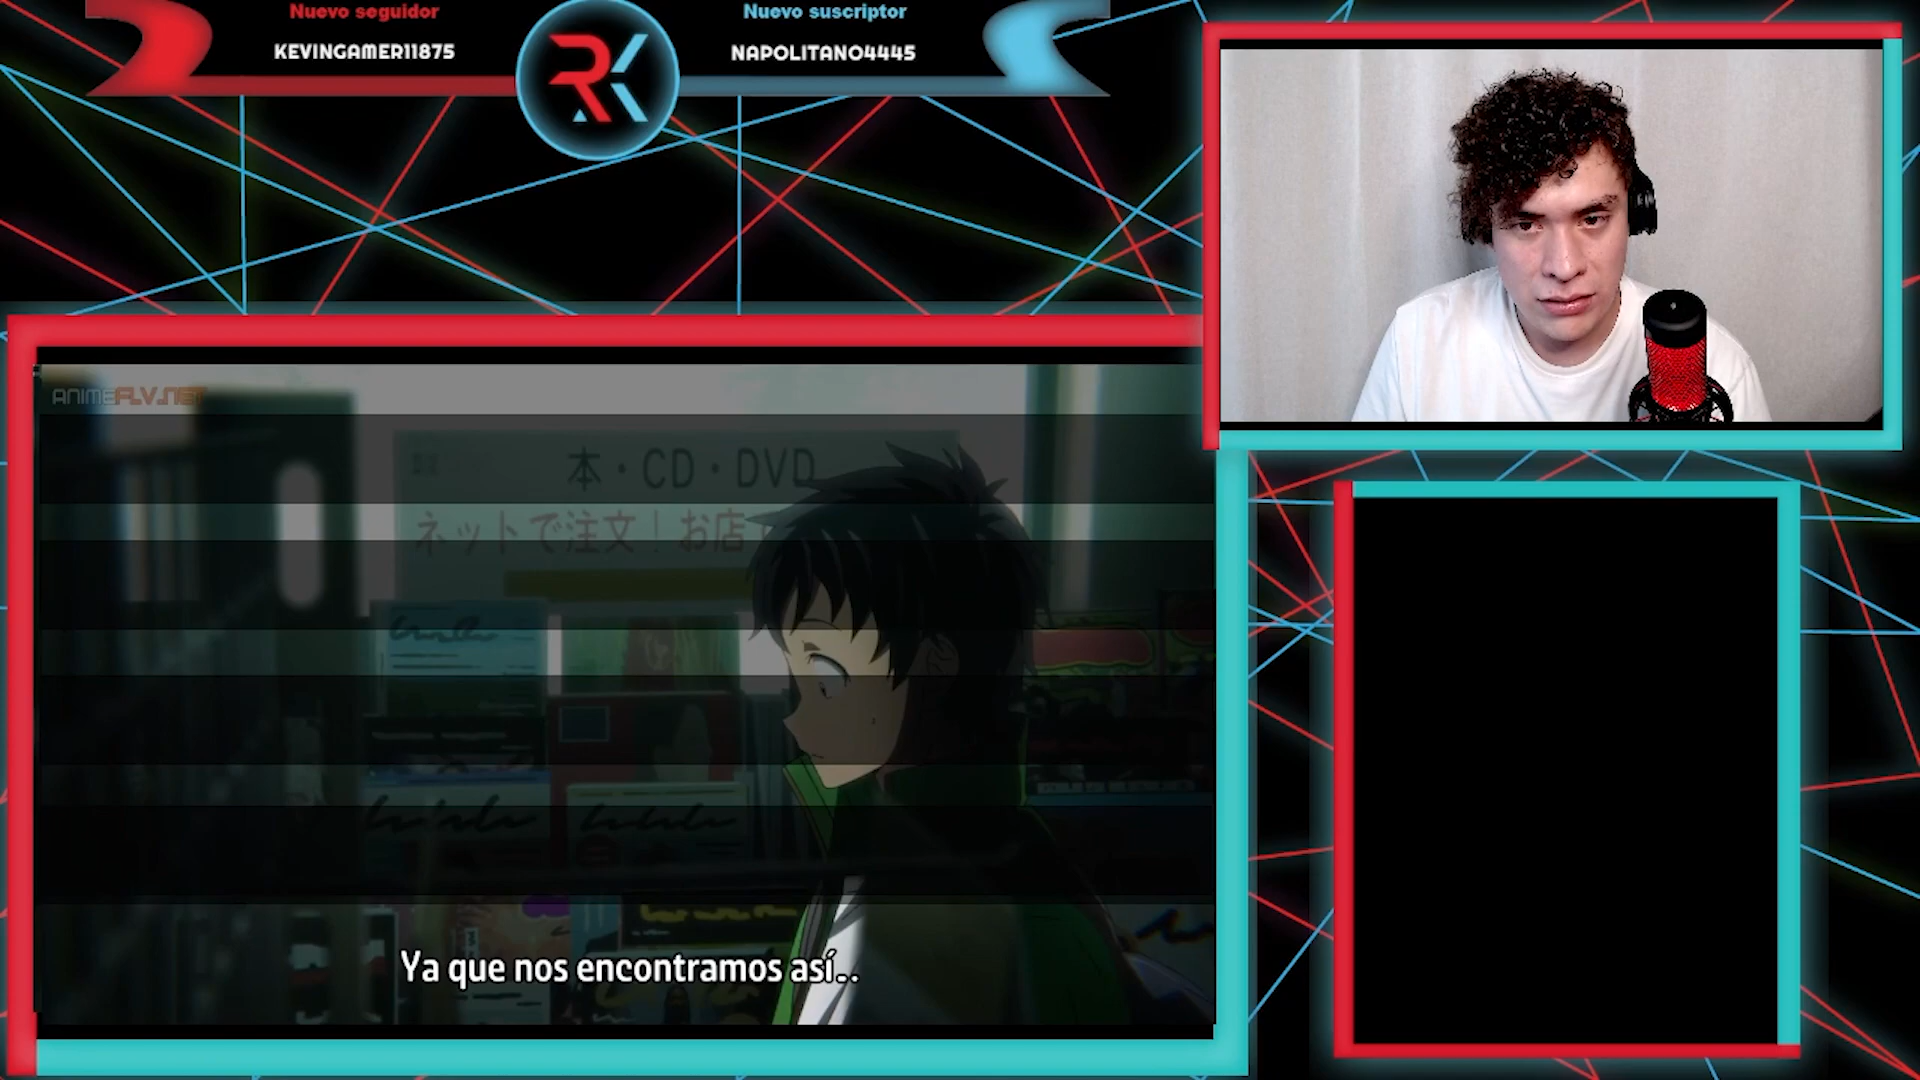 Nuevo seguidor
KEVINGAMER11875
RK
Nuevo suscriptor
NAPOLITANO4445
ANIMEFLV.NET
本・CD・DVD
ネットで注文！お店
Ya que nos encontramos así..